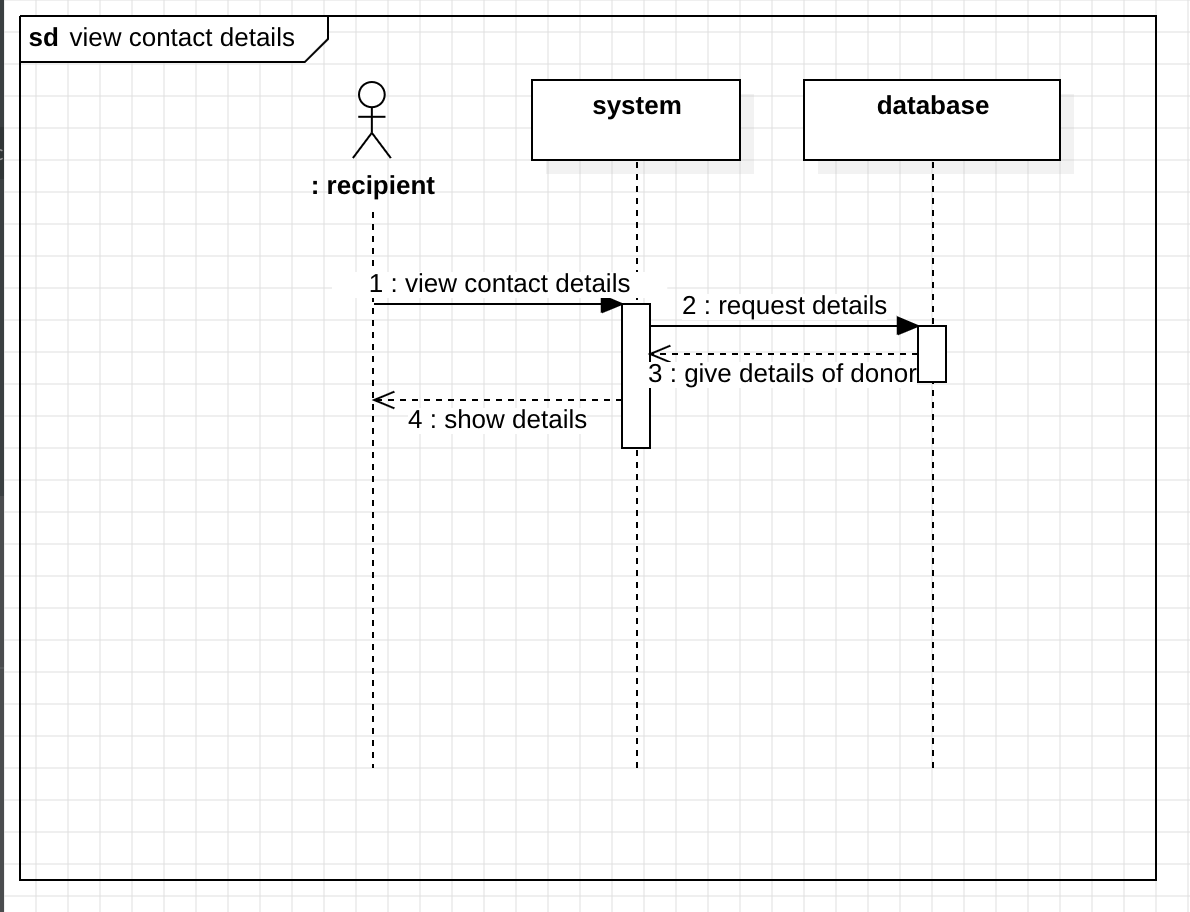 sd view contact details
system
database
: recipient
1 : view contact details
2 : request details
3 : give details of donor
4 : show details